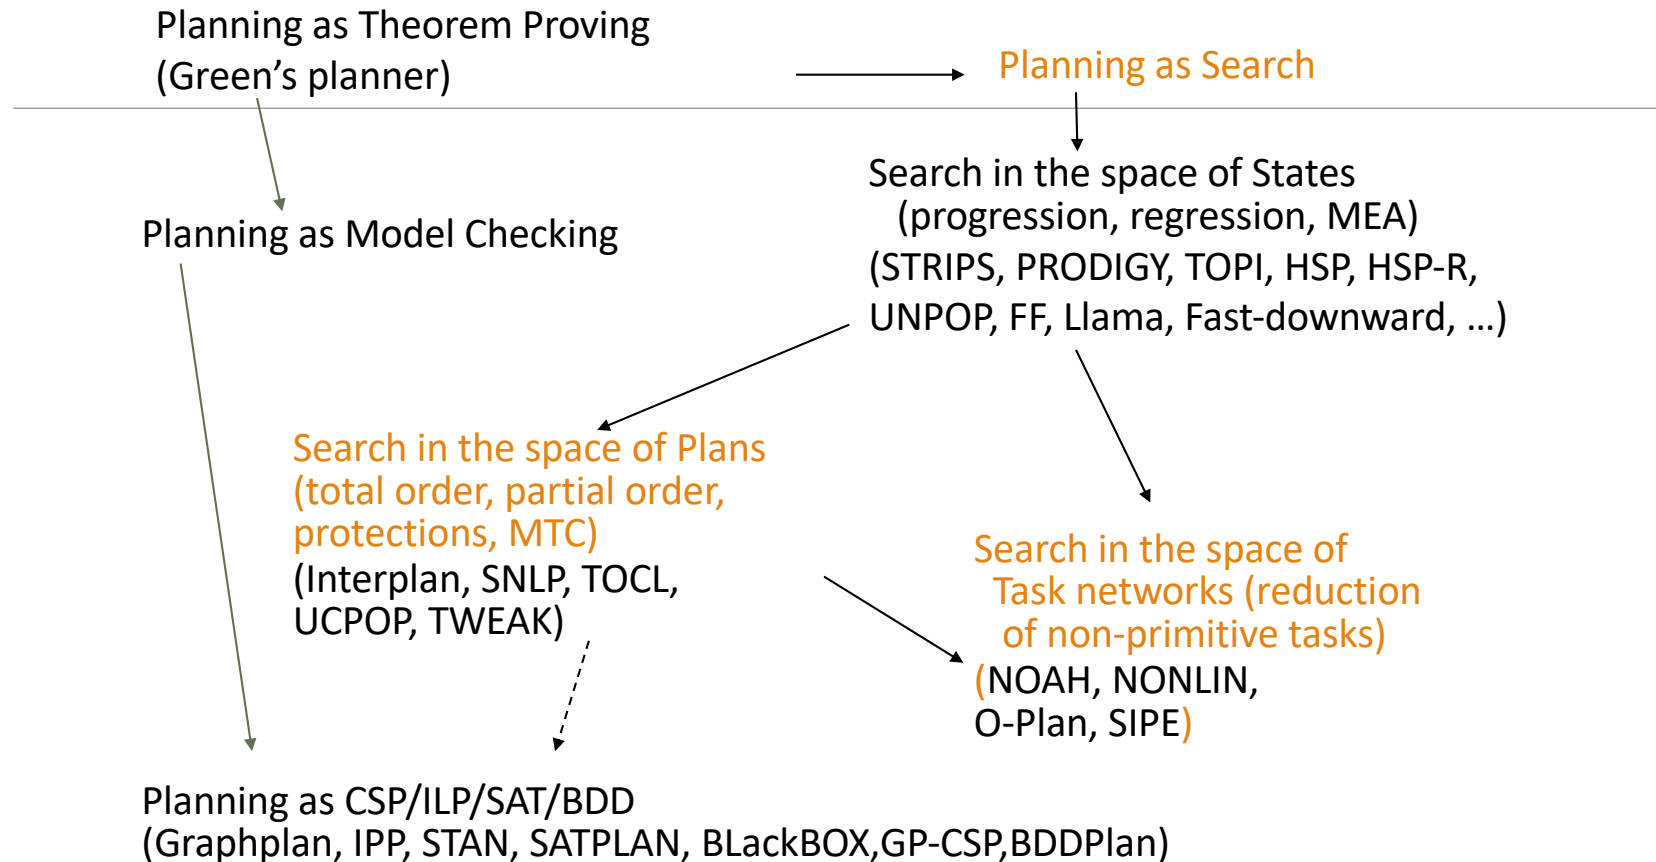 Planning as Theorem Proving
(Green's planner)
Planning as Search
Search in the space of States
(progression, regression, MEA)
(STRIPS, PRODIGY, TOPI, HSP, HSP-R,
UNPOP, FF, Llama, Fast-downward, …)
Planning as Model Checking
Search in the space of Plans
(total order, partial order,
protections, MTC)
(Interplan, SNLP, TOCL,
UCPOP, TWEAK)
Search in the space of
Task networks (reduction
of non-primitive tasks)
(NOAH, NONLIN,
O-Plan, SIPE)
Planning as CSP/ILP/SAT/BDD
(Graphplan, IPP, STAN, SATPLAN, BLackBOX,GP-CSP,BDDPlan)